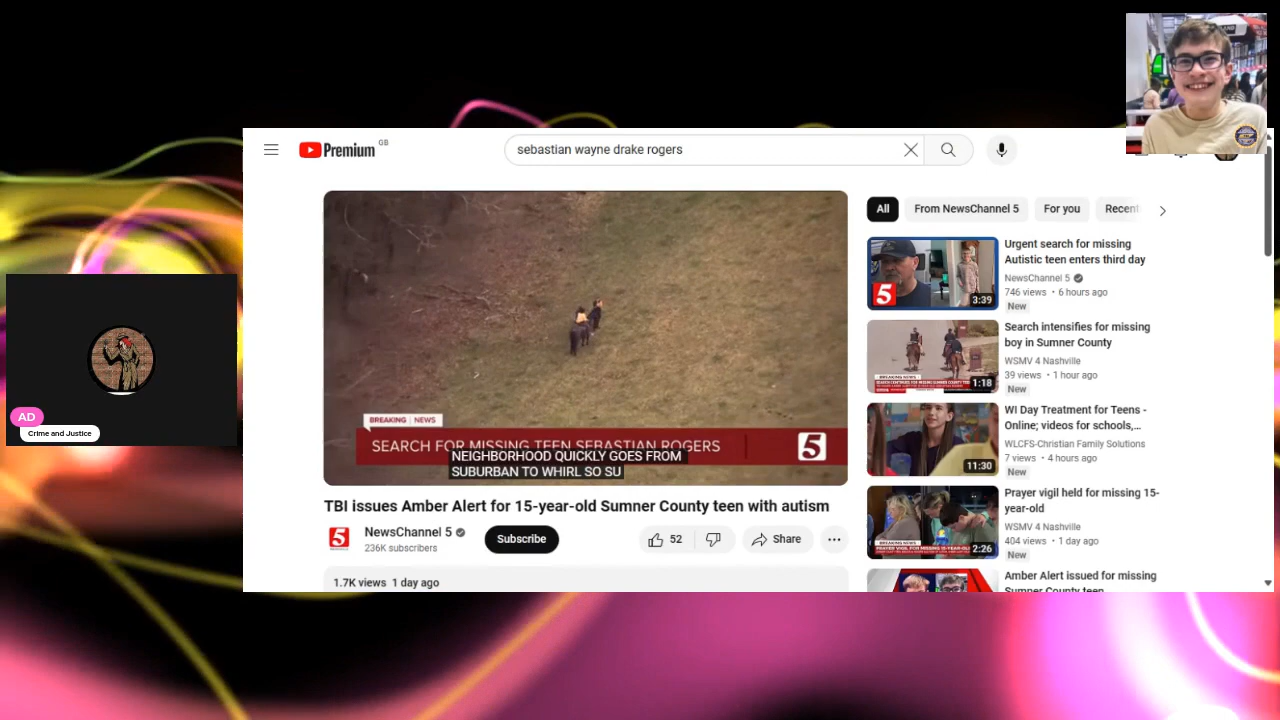 Premium GB
sebastian wayne drake rogers
BREAKING NEWS
SEARCH FOR MISSING TEEN SEBASTIAN ROGERS
5
NEIGHBORHOOD QUICKLY GOES FROM
SUBURBAN TO WHIRL SO SU
TBI issues Amber Alert for 15-year-old Sumner County teen with autism
NewsChannel 5
236K subscribers
Subscribe
52
Share
1.7K views 1 day ago
All
From NewsChannel 5
For you
Recent
5
3:39
Urgent search for missing
Autistic teen enters third day
NewsChannel 5
746 views • 6 hours ago
New
1:18
Search intensifies for missing
boy in Sumner County
WSMV 4 Nashville
39 views • 1 hour ago
New
11:30
WI Day Treatment for Teens -
Online; videos for schools,...
WLCFS-Christian Family Solutions
7 views • 4 hours ago
New
2:26
Prayer vigil held for missing 15-
year-old
WSMV 4 Nashville
404 views • 1 day ago
New
Amber Alert issued for missing
Sumner County teen
AD
Crime and Justice